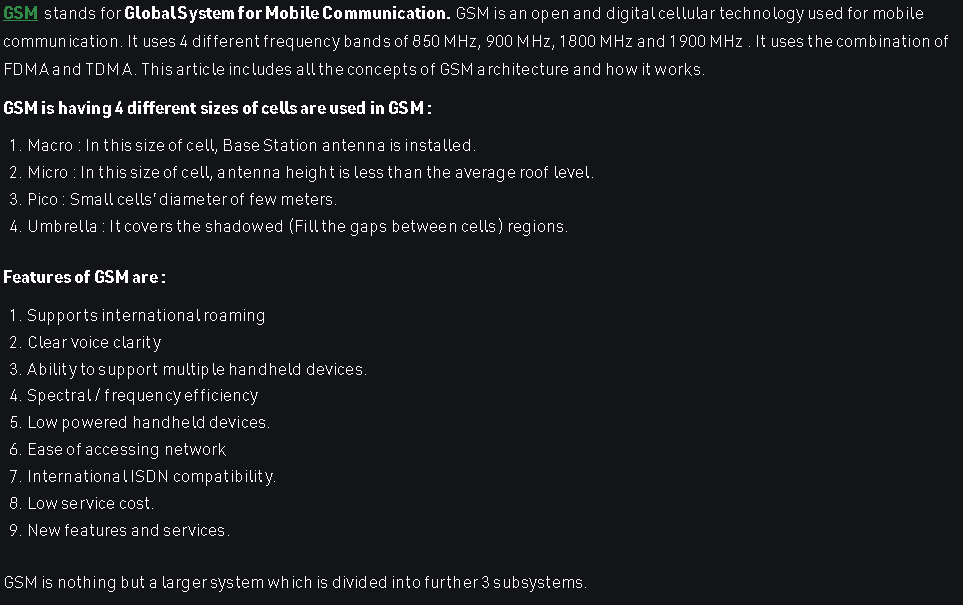 GSM stands for Global System for Mobile Communication. GSM is an open and digital cellular technology used for mobile
communication. It uses 4 different frequency bands of 850 MHz, 900 MHz, 1800 MHz and 1900 MHz . It uses the combination of
FDMA and TDMA. This article includes all the concepts of GSM architecture and how it works.
GSM is having 4 different sizes of cells are used in GSM :
1. Macro : In this size of cell, Base Station antenna is installed.
2. Micro : In this size of cell, antenna height is less than the average roof level.
3. Pico : Small cells’ diameter of few meters.
4. Umbrella : It covers the shadowed (Fill the gaps between cells) regions.
Features of GSM are :
1. Supports international roaming
2. Clear voice clarity
3. Ability to support multiple handheld devices.
4. Spectral / frequency efficiency
5. Low powered handheld devices.
6. Ease of accessing network
7. International ISDN compatibility.
8. Low service cost.
9. New features and services.
GSM is nothing but a larger system which is divided into further 3 subsystems.